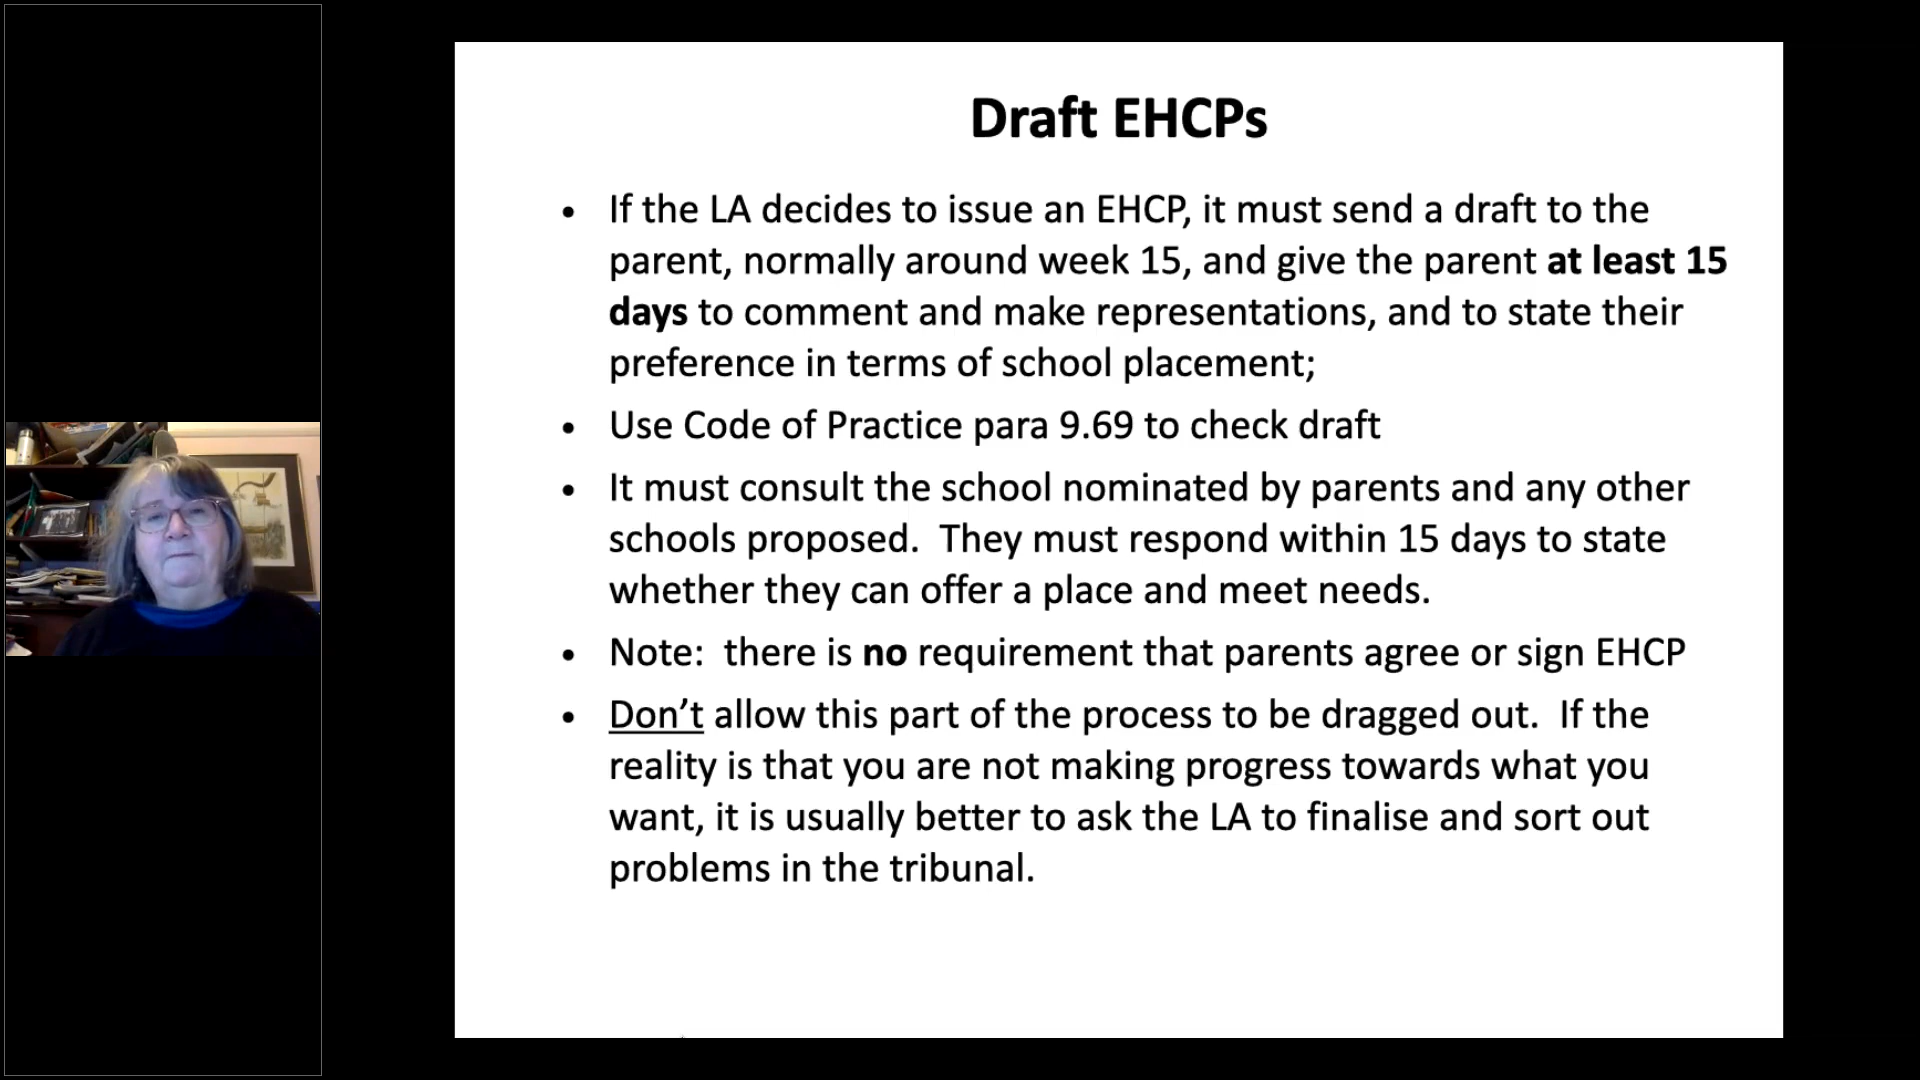 Draft EHCPs
• If the LA decides to issue an EHCP, it must send a draft to the
parent, normally around week 15, and give the parent at least 15
days to comment and make representations, and to state their
preference in terms of school placement;
• Use Code of Practice para 9.69 to check draft
• It must consult the school nominated by parents and any other
schools proposed.  They must respond within 15 days to state
whether they can offer a place and meet needs.
• Note:  there is no requirement that parents agree or sign EHCP
• Don’t allow this part of the process to be dragged out.  If the
reality is that you are not making progress towards what you
want, it is usually better to ask the LA to finalise and sort out
problems in the tribunal.